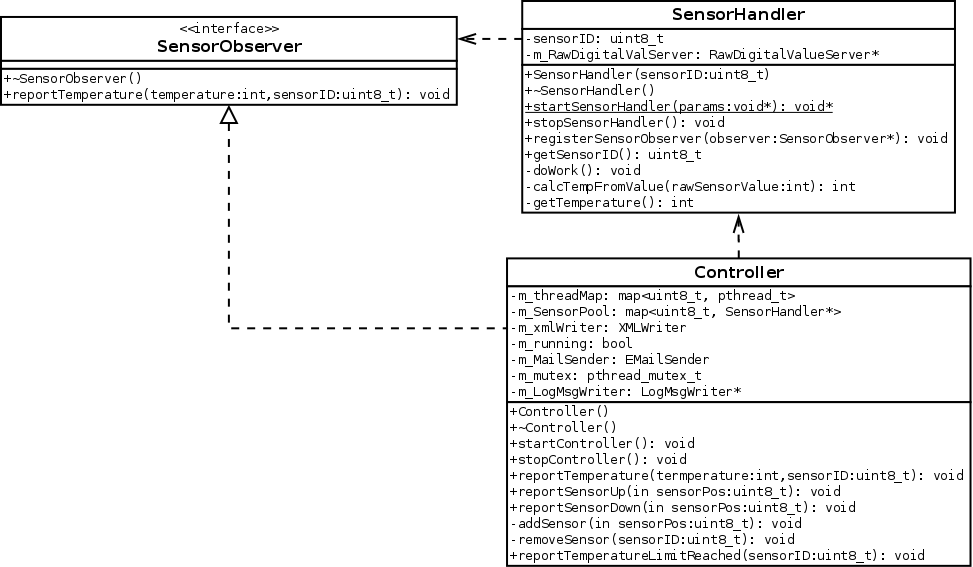 <<interface>>
SensorObserver
+~SensorObserver()
+reportTemperature(temperature:int,sensorID:uint8_t): void
SensorHandler
-sensorID: uint8_t
-m_RawDigitalValServer: RawDigitalValueServer*
+SensorHandler(sensorID:uint8_t)
+~SensorHandler()
+startSensorHandler(params:void*): void*
+stopSensorHandler(): void
+registerSensorObserver(observer:SensorObserver*): void
+getSensorID(): uint8_t
-doWork(): void
-calcTempFromValue(rawSensorValue:int): int
-getTemperature(): int
Controller
-m_threadMap: map<uint8_t, pthread_t>
-m_SensorPool: map<uint8_t, SensorHandler*>
-m_xmlWriter: XMLWriter
-m_running: bool
-m_MailSender: EMailSender
-m_mutex: pthread_mutex_t
-m_LogMsgWriter: LogMsgWriter*
+Controller()
+~Controller()
+startController(): void
+stopController(): void
+reportTemperature(termperature:int,sensorID:uint8_t): void
+reportSensorUp(in sensorPos:uint8_t): void
+reportSensorDown(in sensorPos:uint8_t): void
-addSensor(in sensorPos:uint8_t): void
-removeSensor(sensorID:uint8_t): void
+reportTemperatureLimitReached(sensorID:uint8_t): void